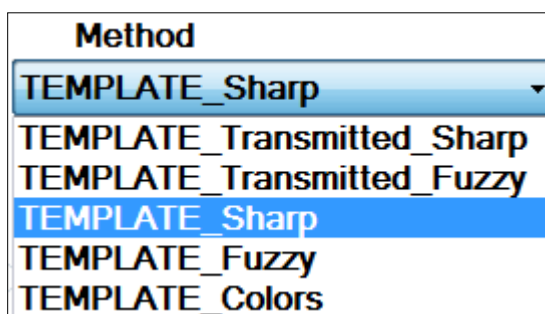 Method
TEMPLATE_Sharp
TEMPLATE_Transmitted_Sharp
TEMPLATE_Transmitted_Fuzzy
TEMPLATE_Sharp
TEMPLATE_Fuzzy
TEMPLATE_Colors